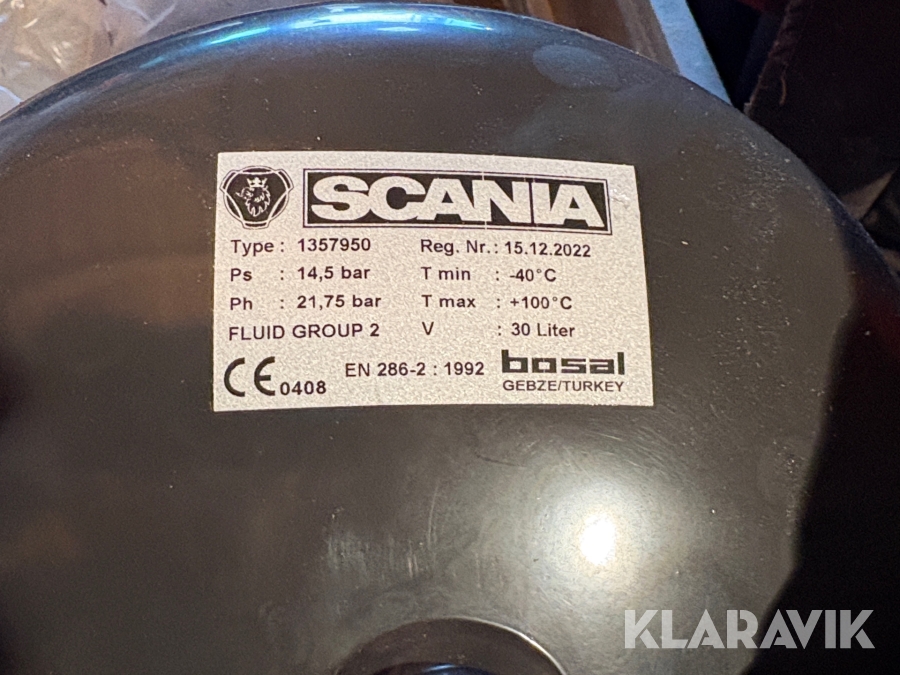 SCANIA
Type : 1357950 Reg. Nr.: 15.12.2022
Ps : 14,5 bar T min : -40°C
Ph : 21,75 bar T max : +100°C
FLUID GROUP 2 V : 30 Liter
CE 0408 EN 286-2 : 1992 bosal
GEBZE/TURKEY
KLARAVIK